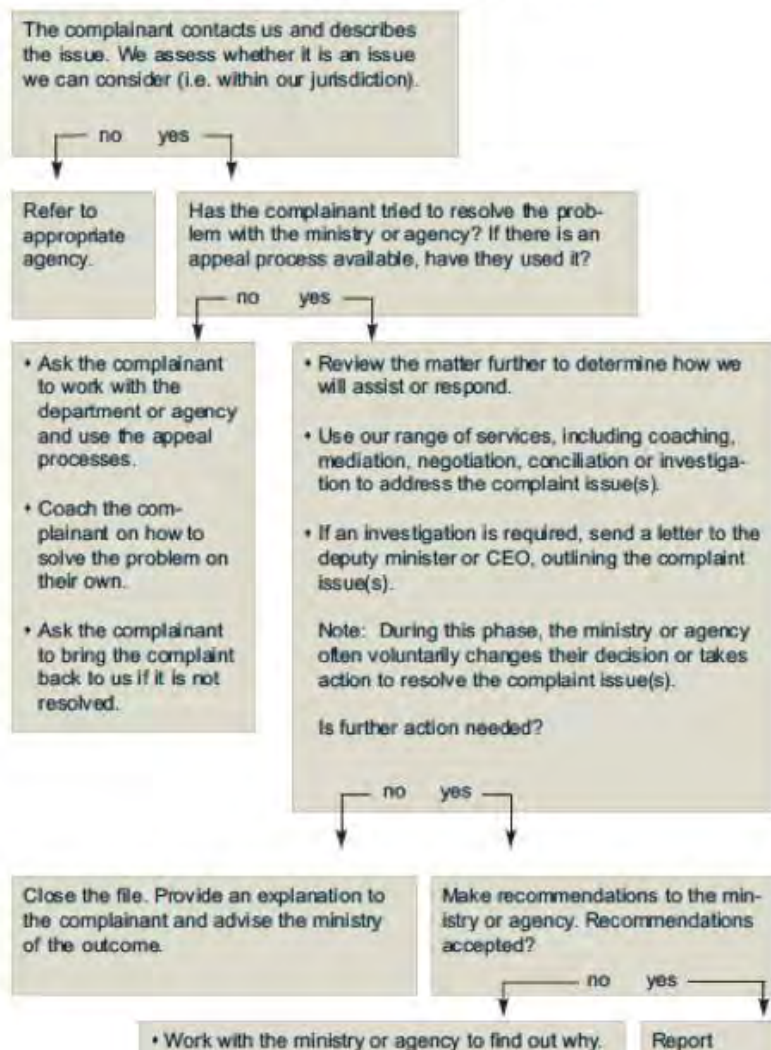 The complainant contacts us and describes
the issue. We assess whether it is an issue
we can consider (i.e. within our jurisdiction).
no yes
Refer to
appropriate
agency.
Has the complainant tried to resolve the prob-
lem with the ministry or agency? If there is an
appeal process available, have they used it?
no yes
• Ask the complainant
to work with the
department or agency
and use the appeal
processes.
• Coach the com-
plainant on how to
solve the problem on
their own.
• Ask the complainant
to bring the complaint
back to us if it is not
resolved.
• Review the matter further to determine how we
will assist or respond.
• Use our range of services, including coaching,
mediation, negotiation, conciliation or investiga-
tion to address the complaint issue(s).
• If an investigation is required, send a letter to the
deputy minister or CEO, outlining the complaint
issue(s).
Note: During this phase, the ministry or agency
often voluntarily changes their decision or takes
action to resolve the complaint issue(s).
Is further action needed?
no yes
Close the file. Provide an explanation to
the complainant and advise the ministry
of the outcome.
Make recommendations to the min-
istry or agency. Recommendations
accepted?
no yes
• Work with the ministry or agency to find out why.
Report